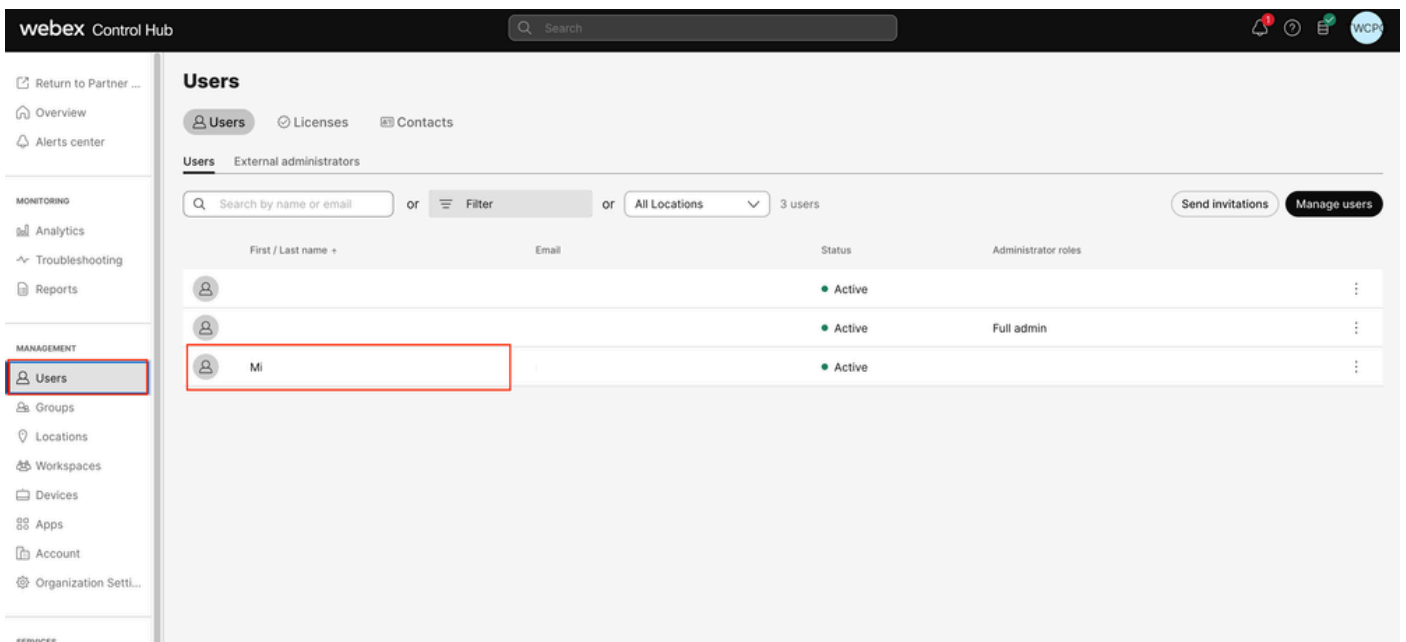 webex Control Hub
Search
1
WCPC
Return to Partner ...
Overview
Alerts center
MONITORING
Analytics
Troubleshooting
Reports
MANAGEMENT
Users
Groups
Locations
Workspaces
Devices
Apps
Account
Organization Setti...
SERVICES
Users
Users Licenses Contacts
Users External administrators
Search by name or email or Filter or All Locations 3 users Send invitations Manage users
First / Last name Email Status Administrator roles
Active
Active Full admin
Mi Active